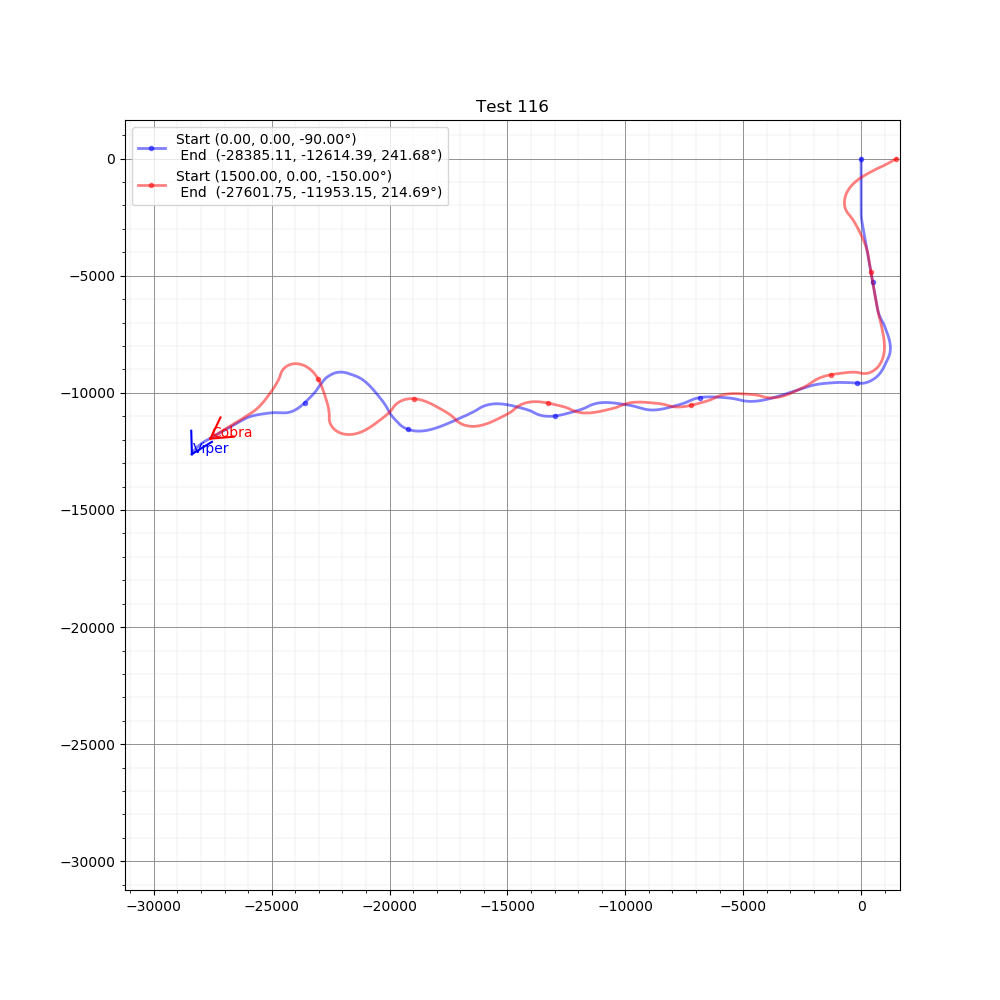 Test 116
Start (0.00, 0.00, -90.00°)
End  (-28385.11, -12614.39, 241.68°)
Start (1500.00, 0.00, -150.00°)
End  (-27601.75, -11953.15, 214.69°)
0
−5000
−10000
−15000
−20000
−25000
−30000
Cobra
Viper
−30000 −25000 −20000 −15000 −10000 −5000 0